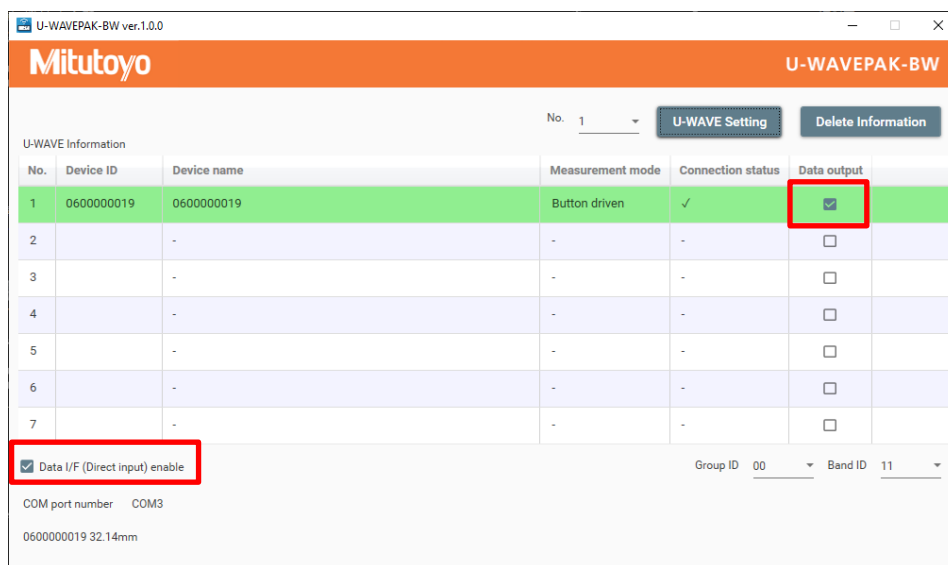 U-WAVEPAK-BW ver.1.0.0
Mitutoyo U-WAVEPAK-BW
No. 1 U-WAVE Setting Delete Information
U-WAVE Information
No. Device ID Device name Measurement mode Connection status Data output
1 0600000019 0600000019 Button driven ✓
2 - - -
3 - - -
4 - - -
5 - - -
6 - - -
7 - - -
Data I/F (Direct input) enable Group ID 00 Band ID 11
COM port number COM3
0600000019 32.14mm